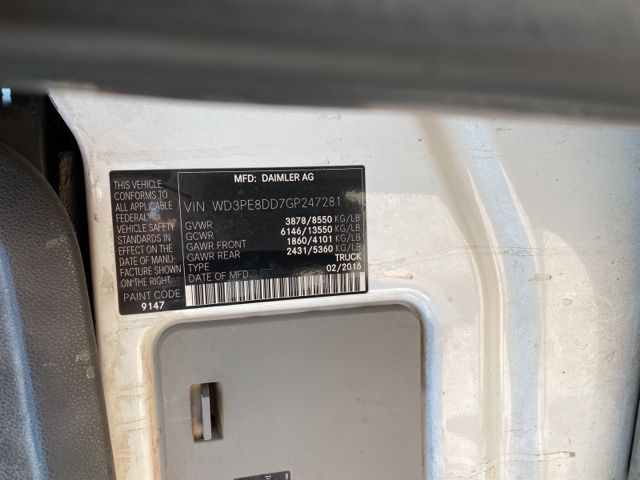 THIS VEHICLE
CONFORMS TO
ALL APPLICABLE
FEDERAL
VEHICLE SAFETY
STANDARDS IN
EFFECT ON THE
DATE OF MANU-
FACTURE SHOWN
ON THE RIGHT.
PAINT CODE
9147
MFD: DAIMLER AG
VIN WD3PE8DD7GP247281
GVWR 3878/8550 KG/LB
GCWR 6146/13550 KG/LB
GAWR FRONT 1860/4101 KG/LB
GAWR REAR 2431/5360 KG/LB
TYPE TRUCK
DATE OF MFD 02/2016